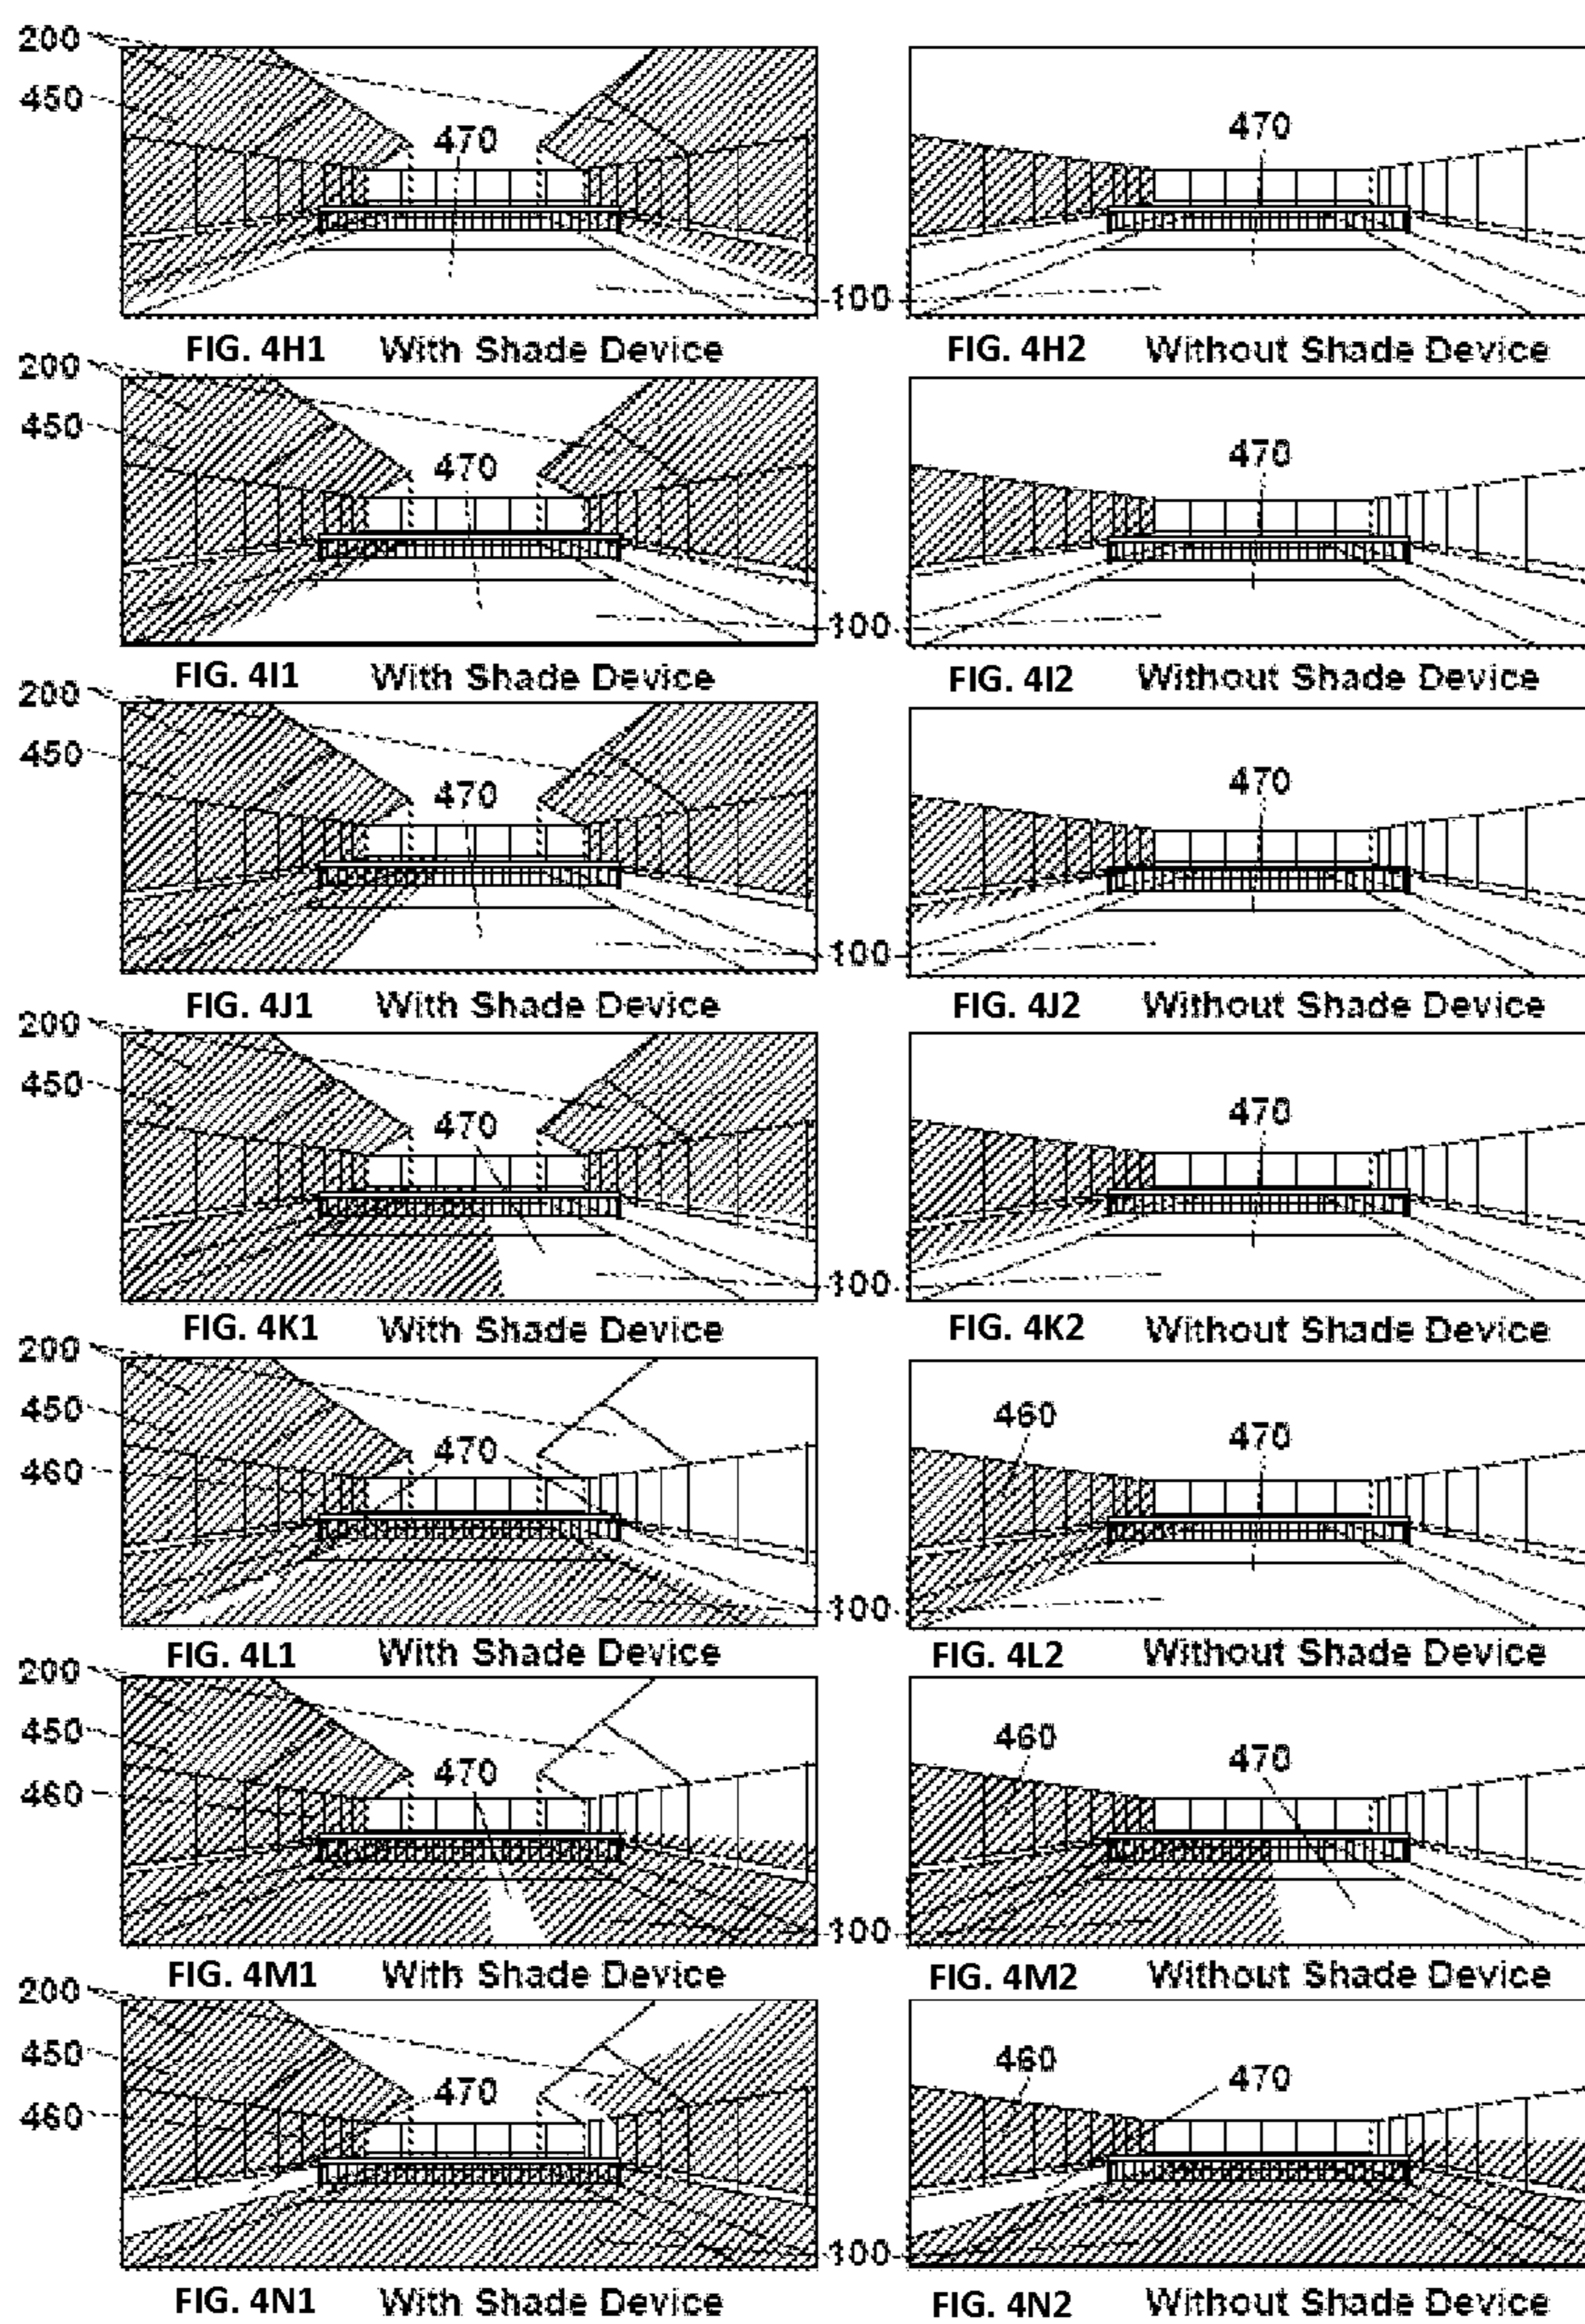 200
450
470
470
100
FIG. 4H1 With Shade Device
FIG. 4H2 Without Shade Device
200
450
470
470
100
FIG. 4I1 With Shade Device
FIG. 4I2 Without Shade Device
200
450
470
470
100
FIG. 4J1 With Shade Device
FIG. 4J2 Without Shade Device
200
450
470
470
100
FIG. 4K1 With Shade Device
FIG. 4K2 Without Shade Device
200
450
460
470
460
470
100
FIG. 4L1 With Shade Device
FIG. 4L2 Without Shade Device
200
450
460
470
460
470
100
FIG. 4M1 With Shade Device
FIG. 4M2 Without Shade Device
200
450
460
470
460
470
100
FIG. 4N1 With Shade Device
FIG. 4N2 Without Shade Device